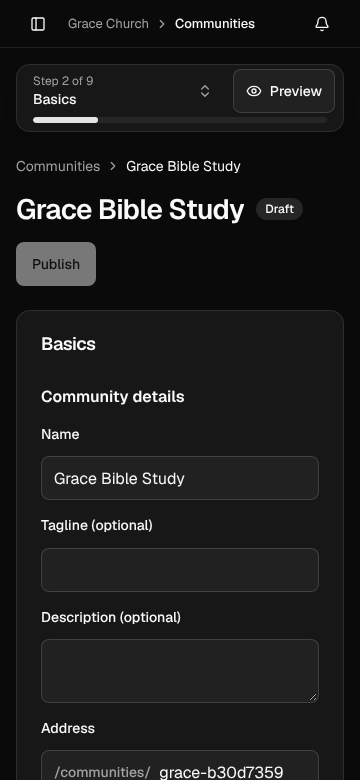 Grace Church > Communities
Step 2 of 9
Basics
Preview
Communities > Grace Bible Study
Grace Bible Study Draft
Publish
Basics
Community details
Name
Grace Bible Study
Tagline (optional)
Description (optional)
Address
/communities/ grace-b30d7359